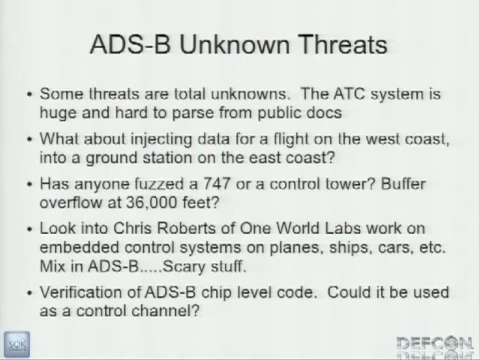 ADS-B Unknown Threats
• Some threats are total unknowns. The ATC system is
huge and hard to parse from public docs
• What about injecting data for a flight on the west coast,
into a ground station on the east coast?
• Has anyone fuzzed a 747 or a control tower? Buffer
overflow at 36,000 feet?
• Look into Chris Roberts of One World Labs work on
embedded control systems on planes, ships, cars, etc.
Mix in ADS-B.....Scary stuff.
• Verification of ADS-B chip level code. Could it be used
as a control channel?
DEFCON